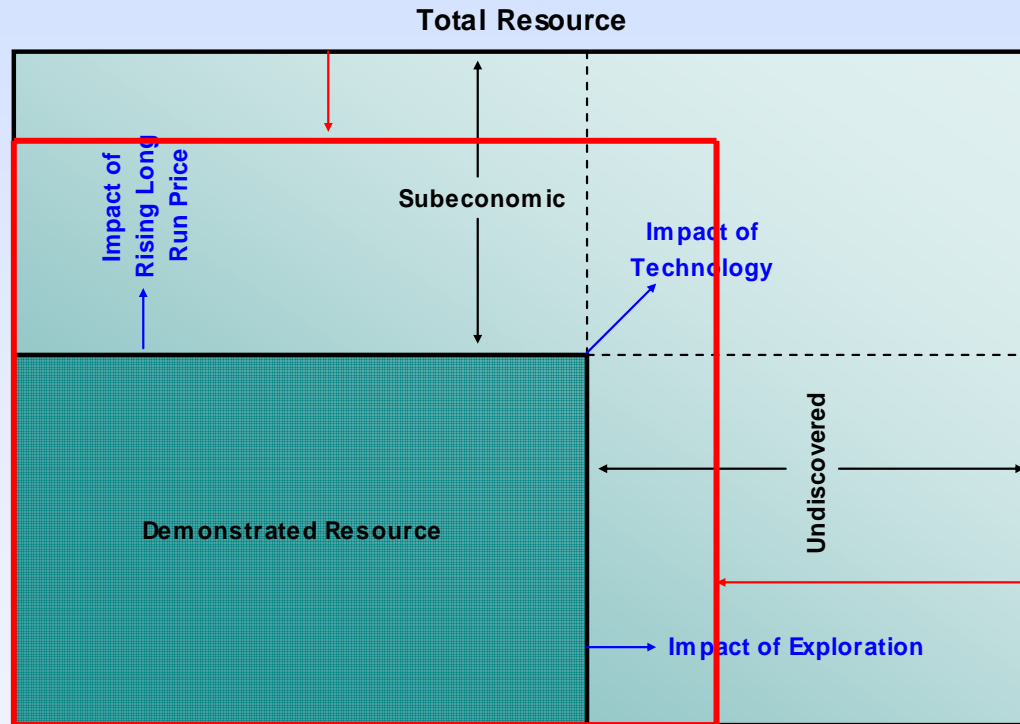 Total Resource
Impact of
Rising Long
Run Price
Subeconomic
Impact of
Technology
Undiscovered
Demonstrated Resource
Impact of Exploration